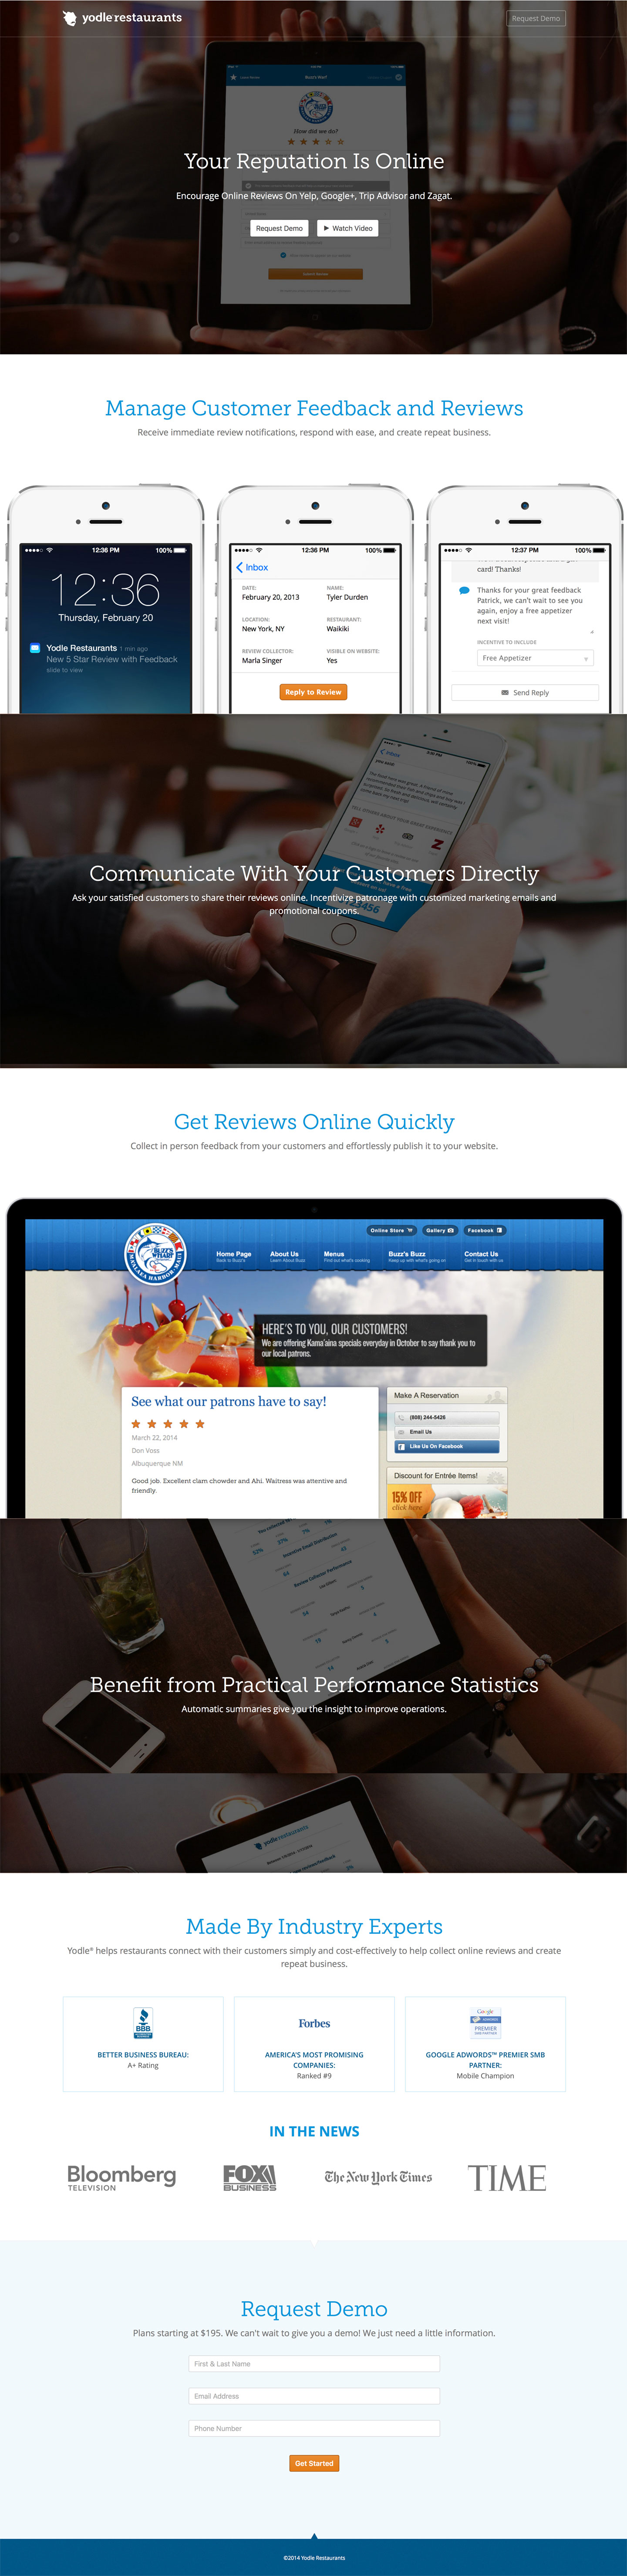 yodle restaurants
Request Demo
How did we do?
Your Reputation Is Online
Encourage Online Reviews On Yelp, Google+, Trip Advisor and Zagat.
Request Demo
Watch Video
Manage Customer Feedback and Reviews
Receive immediate review notifications, respond with ease, and create repeat business.
12:36 PM
100%
12:36
Thursday, February 20
Yodle Restaurants 1 min ago
New 5 Star Review with Feedback
slide to view
12:36 PM
100%
Inbox
DATE:
NAME:
February 20, 2013
Tyler Durden
LOCATION:
RESTAURANT:
New York, NY
Waikiki
REVIEW COLLECTOR:
VISIBLE ON WEBSITE:
Marla Singer
Yes
Reply to Review
12:37 PM
100%
card! Thanks!
Thanks for your great feedback
Patrick, we can't wait to see you
again, enjoy a free appetizer
next visit!
INCENTIVE TO INCLUDE
Free Appetizer
Send Reply
Communicate With Your Customers Directly
Ask your satisfied customers to share their reviews online. Incentivize patronage with customized marketing emails and
promotional coupons.
Get Reviews Online Quickly
Collect in person feedback from your customers and effortlessly publish it to your website.
Online Store
Gallery
Facebook
Home Page
About Us
Menus
Buzz's Buzz
Contact Us
Back to Buzz's
Learn About Buzz
Find out what's cooking
Keep up with what's going on
Get in touch with us
HERE'S TO YOU, OUR CUSTOMERS!
We are offering Kama'aina specials everyday in October to say thank you to
our local patrons.
See what our patrons have to say!
March 22, 2014
Don Voss
Albuquerque NM
Good job. Excellent clam chowder and Ahi. Waitress was attentive and
friendly.
Make A Reservation
(808) 244-5426
Email Us
Like Us On Facebook
Discount for Entrée Items!
15% OFF
click here
Benefit from Practical Performance Statistics
Automatic summaries give you the insight to improve operations.
yodle restaurants
Made By Industry Experts
Yodle® helps restaurants connect with their customers simply and cost-effectively to help collect online reviews and create
repeat business.
BBB
BETTER BUSINESS BUREAU:
A+ Rating
Forbes
AMERICA'S MOST PROMISING
COMPANIES:
Ranked #9
Google
ADWORDS
PREMIER
SMB PARTNER
GOOGLE ADWORDS™ PREMIER SMB
PARTNER:
Mobile Champion
IN THE NEWS
Bloomberg
TELEVISION
FOX
BUSINESS
The New York Times
TIME
Request Demo
Plans starting at $195. We can't wait to give you a demo! We just need a little information.
First & Last Name
Email Address
Phone Number
Get Started
©2014 Yodle Restaurants